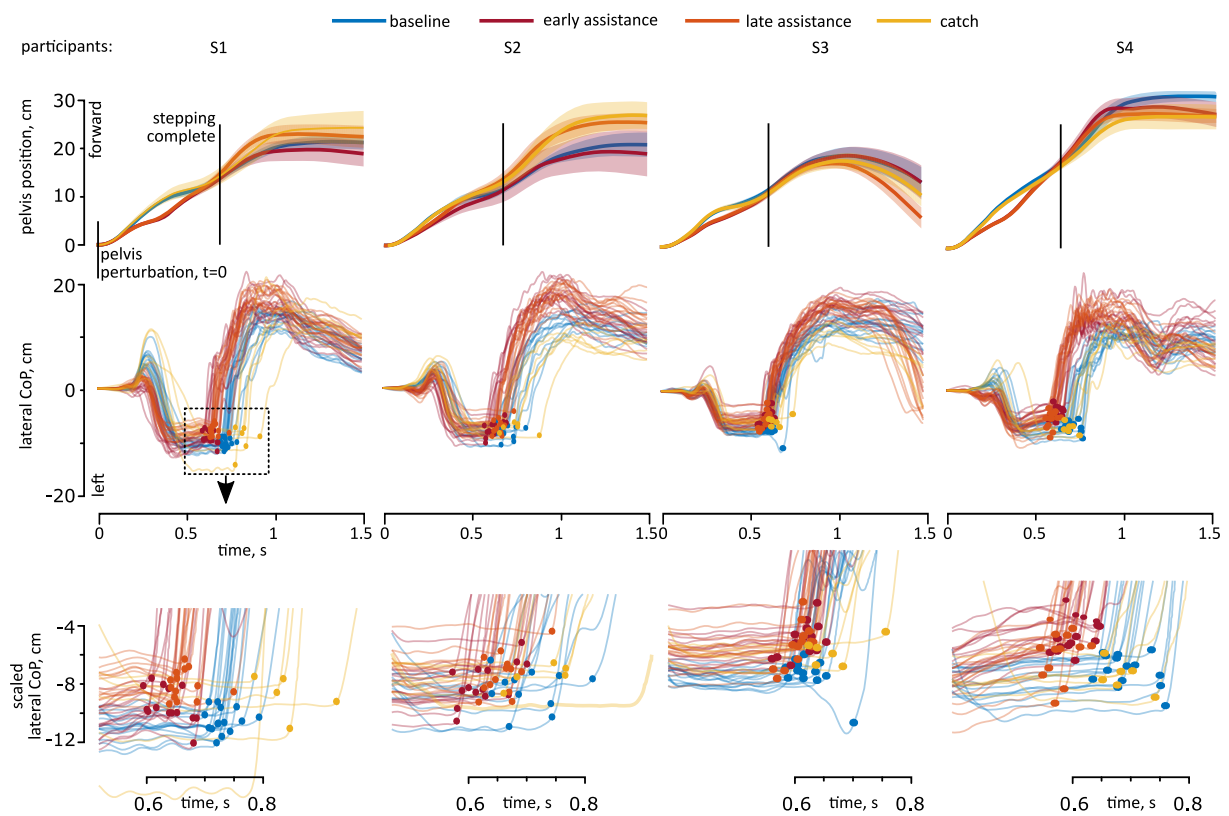 baseline early assistance late assistance catch
participants: S1 S2 S3 S4
pelvis position, cm
forward
30
20
10
0
stepping
complete
pelvis
perturbation, t=0
lateral CoP, cm
left
20
0
-20
0 0.5 1 1.5 0 0.5 1 1.50 0.5 1 1.5 0 0.5 1 1.5
time, s
scaled
lateral CoP, cm
-4
-8
-12
0.6 time, s 0.8 0.6 time, s 0.8 0.6 time, s 0.8 0.6 time, s 0.8